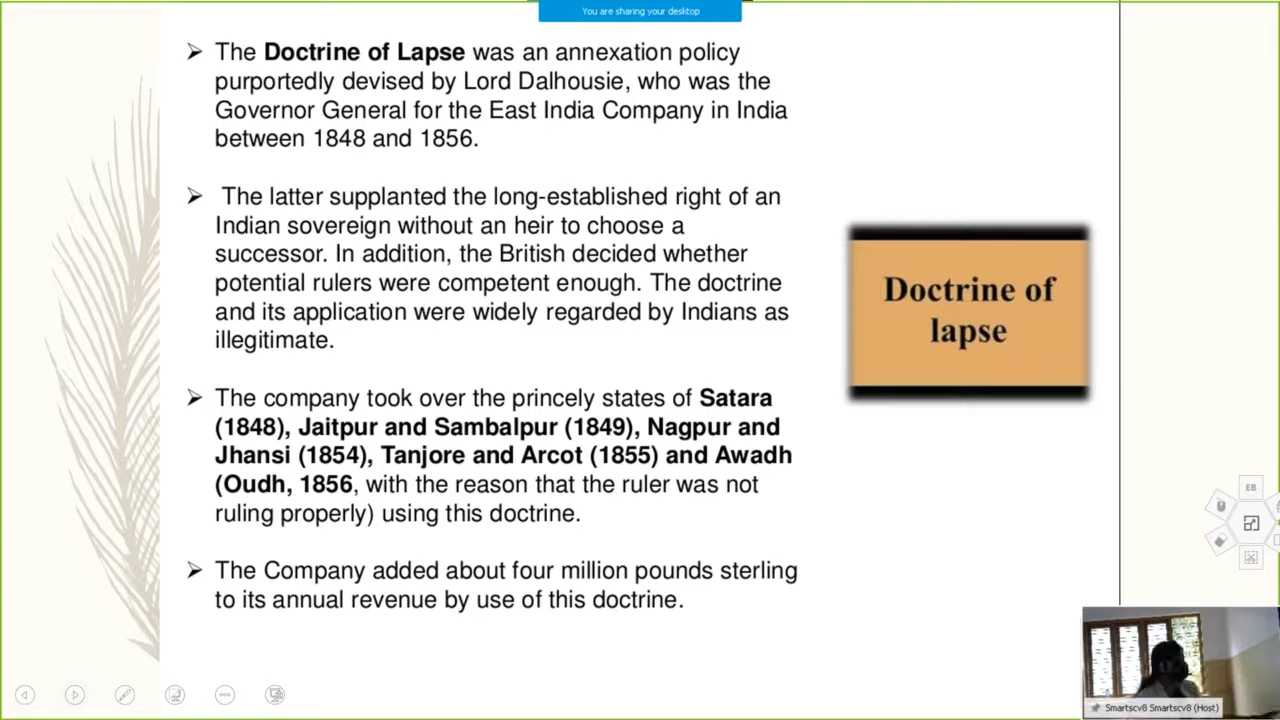 You are sharing your desktop
➢ The Doctrine of Lapse was an annexation policy
purportedly devised by Lord Dalhousie, who was the
Governor General for the East India Company in India
between 1848 and 1856.
➢ The latter supplanted the long-established right of an
Indian sovereign without an heir to choose a
successor. In addition, the British decided whether
potential rulers were competent enough. The doctrine
and its application were widely regarded by Indians as
illegitimate.
➢ The company took over the princely states of Satara
(1848), Jaitpur and Sambalpur (1849), Nagpur and
Jhansi (1854), Tanjore and Arcot (1855) and Awadh
(Oudh, 1856, with the reason that the ruler was not
ruling properly) using this doctrine.
➢ The Company added about four million pounds sterling
to its annual revenue by use of this doctrine.
Doctrine of
lapse
EB
Smartscv8 Smartscv8 (Host)